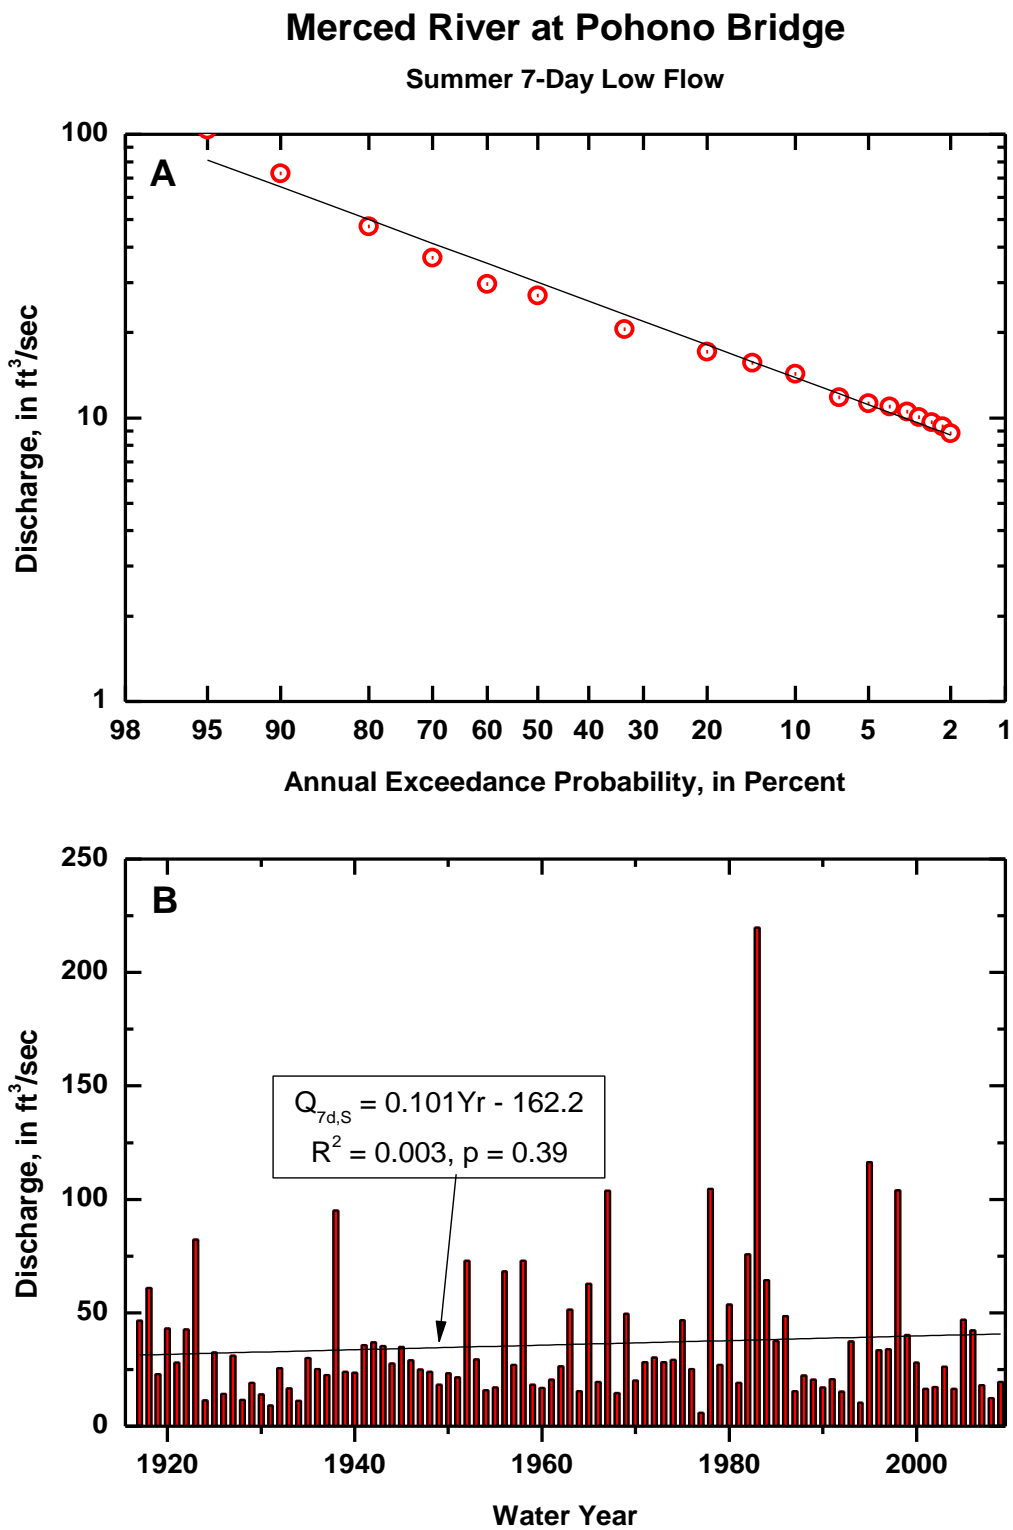 Merced River at Pohono Bridge
Summer 7-Day Low Flow
100
A
10
1
Discharge, in ft³/sec
98 95 90 80 70 60 50 40 30 20 10 5 2 1
Annual Exceedance Probability, in Percent
250
B
200
150
100
50
0
Discharge, in ft³/sec
Q7d,S = 0.101Yr - 162.2
R² = 0.003, p = 0.39
1920 1940 1960 1980 2000
Water Year